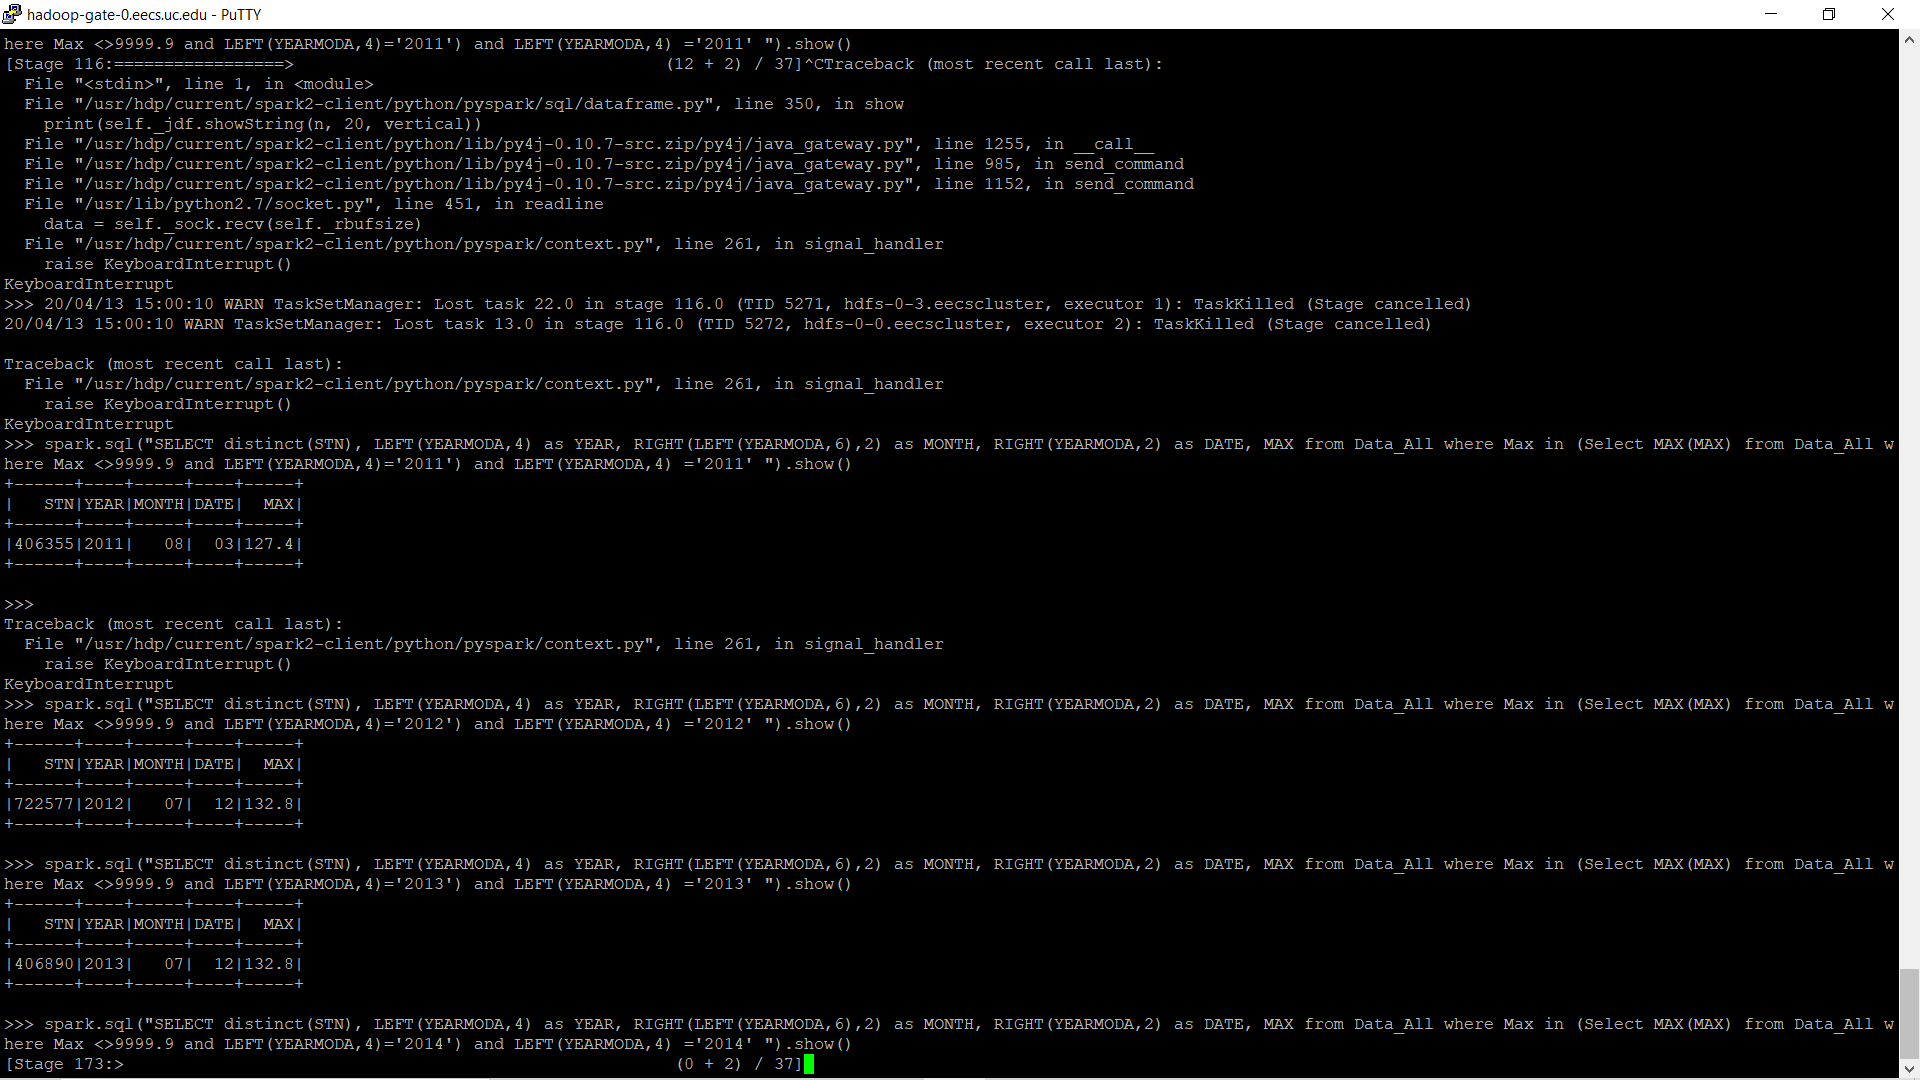 hadoop-gate-0.eecs.uc.edu - PuTTY
here Max <>9999.9 and LEFT(YEARMODA,4)='2011') and LEFT(YEARMODA,4) ='2011' ").show()
[Stage 116:=================>                                     (12 + 2) / 37]^CTraceback (most recent call last):
  File "<stdin>", line 1, in <module>
  File "/usr/hdp/current/spark2-client/python/pyspark/sql/dataframe.py", line 350, in show
    print(self._jdf.showString(n, 20, vertical))
  File "/usr/hdp/current/spark2-client/python/lib/py4j-0.10.7-src.zip/py4j/java_gateway.py", line 1255, in __call__
  File "/usr/hdp/current/spark2-client/python/lib/py4j-0.10.7-src.zip/py4j/java_gateway.py", line 985, in send_command
  File "/usr/hdp/current/spark2-client/python/lib/py4j-0.10.7-src.zip/py4j/java_gateway.py", line 1152, in send_command
  File "/usr/lib/python2.7/socket.py", line 451, in readline
    data = self._sock.recv(self._rbufsize)
  File "/usr/hdp/current/spark2-client/python/pyspark/context.py", line 261, in signal_handler
    raise KeyboardInterrupt()
KeyboardInterrupt
>>> 20/04/13 15:00:10 WARN TaskSetManager: Lost task 22.0 in stage 116.0 (TID 5271, hdfs-0-3.eecscluster, executor 1): TaskKilled (Stage cancelled)
20/04/13 15:00:10 WARN TaskSetManager: Lost task 13.0 in stage 116.0 (TID 5272, hdfs-0-0.eecscluster, executor 2): TaskKilled (Stage cancelled)

Traceback (most recent call last):
  File "/usr/hdp/current/spark2-client/python/pyspark/context.py", line 261, in signal_handler
    raise KeyboardInterrupt()
KeyboardInterrupt
>>> spark.sql("SELECT distinct(STN), LEFT(YEARMODA,4) as YEAR, RIGHT(LEFT(YEARMODA,6),2) as MONTH, RIGHT(YEARMODA,2) as DATE, MAX from Data_All where Max in (Select MAX(MAX) from Data_All w
here Max <>9999.9 and LEFT(YEARMODA,4)='2011') and LEFT(YEARMODA,4) ='2011' ").show()
+------+----+-----+----+-----+
|   STN|YEAR|MONTH|DATE|  MAX|
+------+----+-----+----+-----+
|406355|2011|   08|  03|127.4|
+------+----+-----+----+-----+

>>>
Traceback (most recent call last):
  File "/usr/hdp/current/spark2-client/python/pyspark/context.py", line 261, in signal_handler
    raise KeyboardInterrupt()
KeyboardInterrupt
>>> spark.sql("SELECT distinct(STN), LEFT(YEARMODA,4) as YEAR, RIGHT(LEFT(YEARMODA,6),2) as MONTH, RIGHT(YEARMODA,2) as DATE, MAX from Data_All where Max in (Select MAX(MAX) from Data_All w
here Max <>9999.9 and LEFT(YEARMODA,4)='2012') and LEFT(YEARMODA,4) ='2012' ").show()
+------+----+-----+----+-----+
|   STN|YEAR|MONTH|DATE|  MAX|
+------+----+-----+----+-----+
|722577|2012|   07|  12|132.8|
+------+----+-----+----+-----+

>>> spark.sql("SELECT distinct(STN), LEFT(YEARMODA,4) as YEAR, RIGHT(LEFT(YEARMODA,6),2) as MONTH, RIGHT(YEARMODA,2) as DATE, MAX from Data_All where Max in (Select MAX(MAX) from Data_All w
here Max <>9999.9 and LEFT(YEARMODA,4)='2013') and LEFT(YEARMODA,4) ='2013' ").show()
+------+----+-----+----+-----+
|   STN|YEAR|MONTH|DATE|  MAX|
+------+----+-----+----+-----+
|406890|2013|   07|  12|132.8|
+------+----+-----+----+-----+

>>> spark.sql("SELECT distinct(STN), LEFT(YEARMODA,4) as YEAR, RIGHT(LEFT(YEARMODA,6),2) as MONTH, RIGHT(YEARMODA,2) as DATE, MAX from Data_All where Max in (Select MAX(MAX) from Data_All w
here Max <>9999.9 and LEFT(YEARMODA,4)='2014') and LEFT(YEARMODA,4) ='2014' ").show()
[Stage 173:>                                                       (0 + 2) / 37]